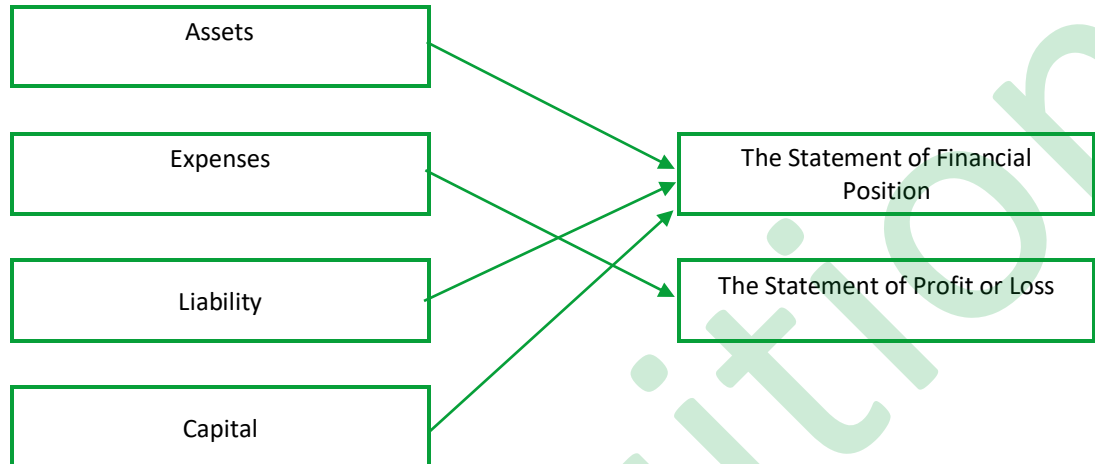 Assets
Expenses
The Statement of Financial
Position
Liability
The Statement of Profit or Loss
Capital